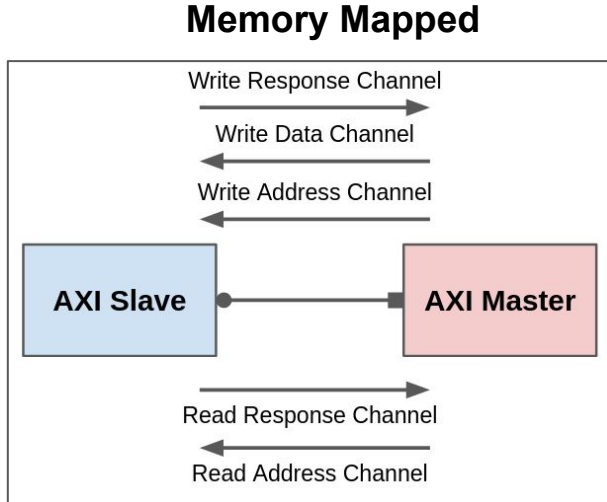 Memory Mapped
Write Response Channel
Write Data Channel
Write Address Channel
AXI Slave
AXI Master
Read Response Channel
Read Address Channel